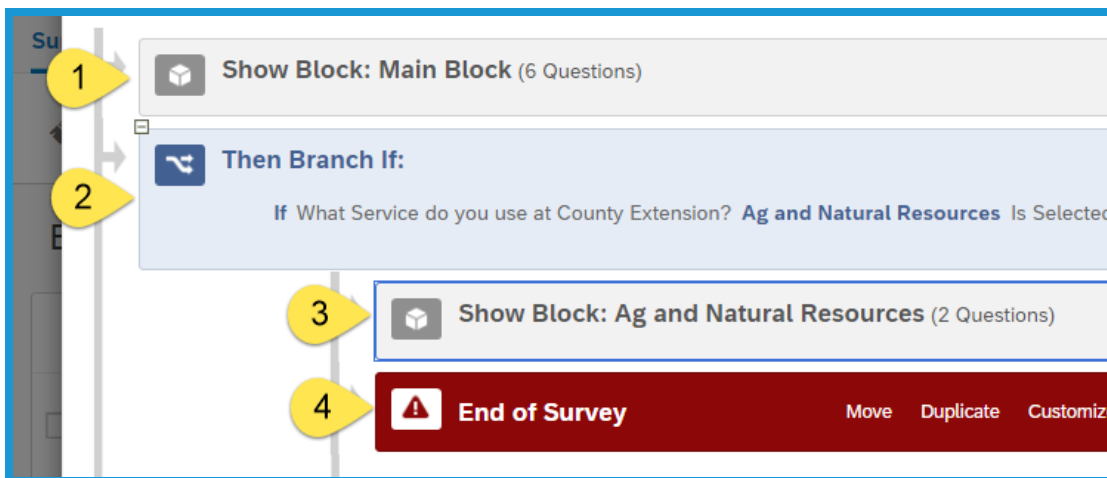 Su
1
Show Block: Main Block (6 Questions)
2
Then Branch If:
If What Service do you use at County Extension? Ag and Natural Resources Is Selected
3
Show Block: Ag and Natural Resources (2 Questions)
4
End of Survey Move Duplicate Customiz